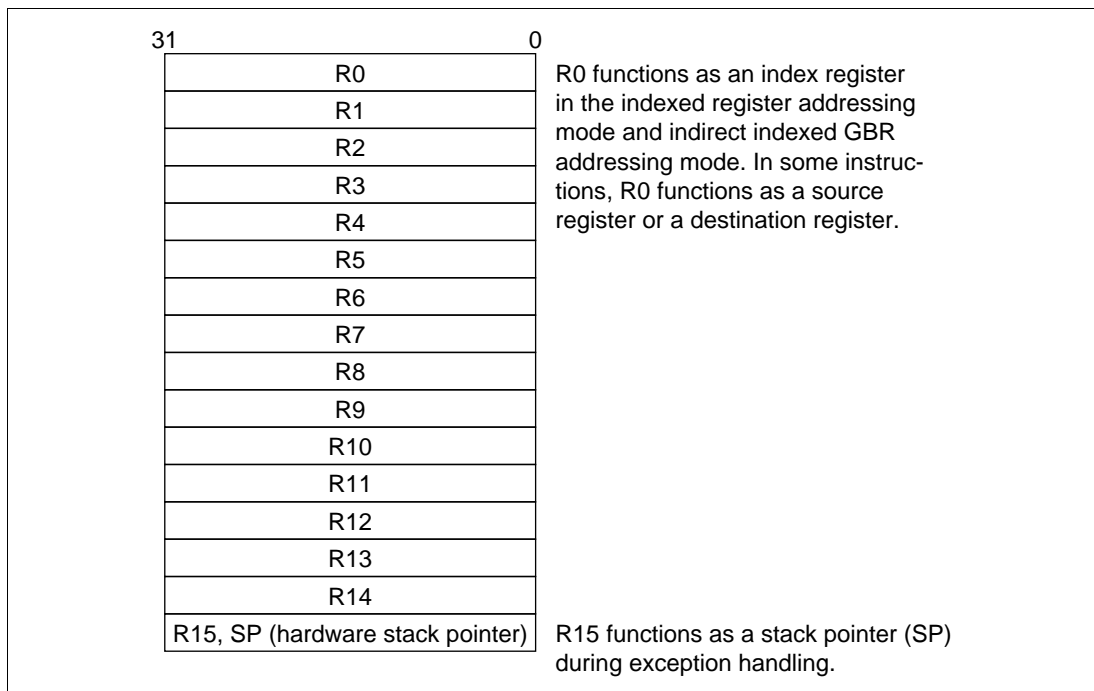 31 0
R0
R1
R2
R3
R4
R5
R6
R7
R8
R9
R10
R11
R12
R13
R14
R15, SP (hardware stack pointer)
R0 functions as an index register
in the indexed register addressing
mode and indirect indexed GBR
addressing mode. In some instruc-
tions, R0 functions as a source
register or a destination register.
R15 functions as a stack pointer (SP)
during exception handling.